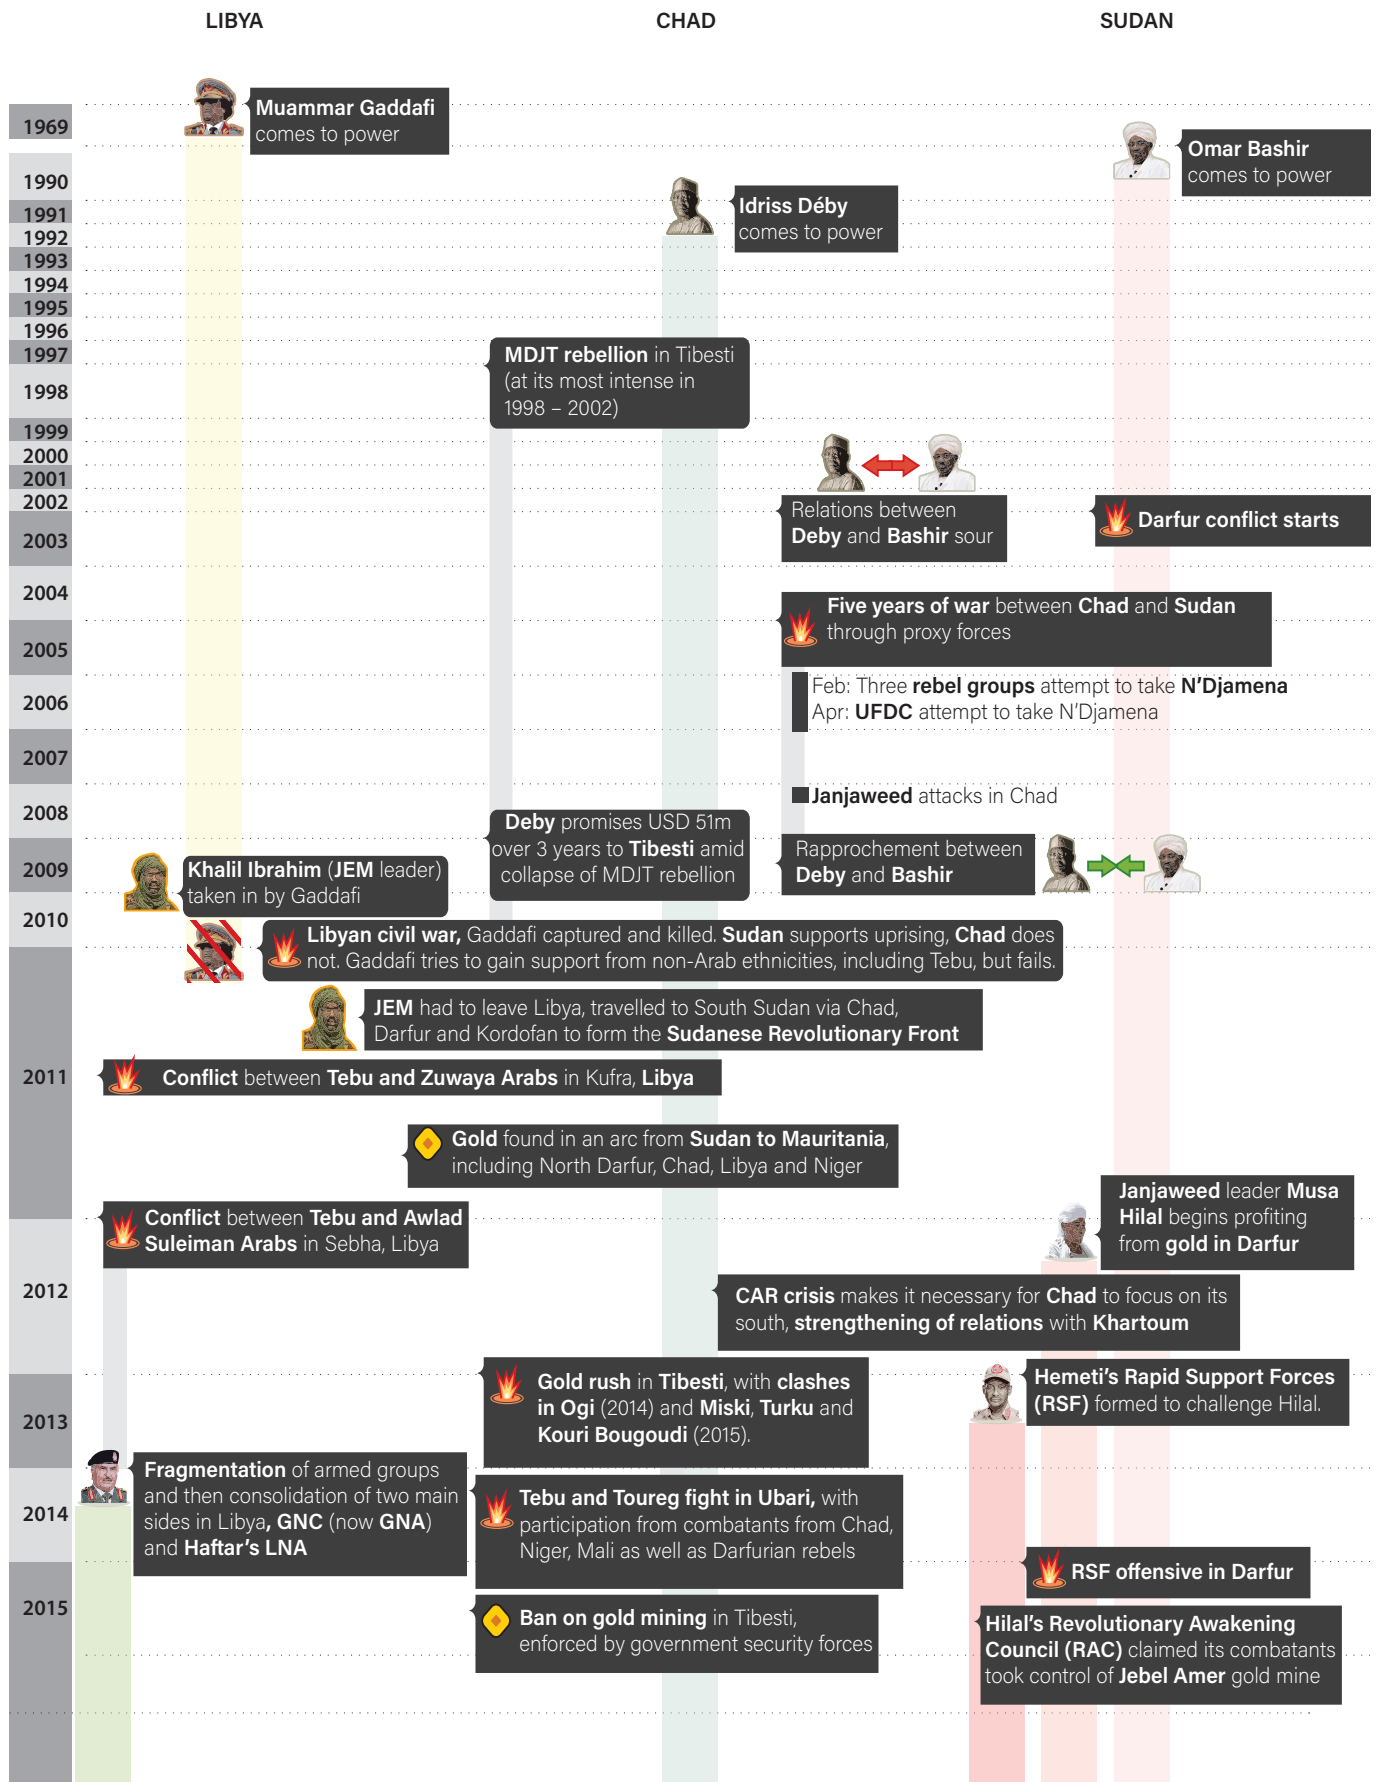 LIBYA
CHAD
SUDAN
1969
Muammar Gaddafi
comes to power
Omar Bashir
comes to power
1990
Idriss Déby
comes to power
1991
1992
1993
1994
1995
1996
1997
MDJT rebellion in Tibesti
(at its most intense in
1998 – 2002)
1998
1999
2000
2001
2002
Relations between
Deby and Bashir sour
Darfur conflict starts
2003
2004
Five years of war between Chad and Sudan
through proxy forces
2005
2006
Feb: Three rebel groups attempt to take N’Djamena
Apr: UFDC attempt to take N’Djamena
2007
2008
Janjaweed attacks in Chad
Deby promises USD 51m
over 3 years to Tibesti amid
collapse of MDJT rebellion
Rapprochement between
Deby and Bashir
2009
Khalil Ibrahim (JEM leader)
taken in by Gaddafi
2010
Libyan civil war, Gaddafi captured and killed. Sudan supports uprising, Chad does
not. Gaddafi tries to gain support from non-Arab ethnicities, including Tebu, but fails.
JEM had to leave Libya, travelled to South Sudan via Chad,
Darfur and Kordofan to form the Sudanese Revolutionary Front
2011
Conflict between Tebu and Zuwaya Arabs in Kufra, Libya
Gold found in an arc from Sudan to Mauritania,
including North Darfur, Chad, Libya and Niger
Janjaweed leader Musa
Hilal begins profiting
from gold in Darfur
Conflict between Tebu and Awlad
Suleiman Arabs in Sebha, Libya
2012
CAR crisis makes it necessary for Chad to focus on its
south, strengthening of relations with Khartoum
Gold rush in Tibesti, with clashes
in Ogi (2014) and Miski, Turku and
Kouri Bougoudi (2015).
Hemeti’s Rapid Support Forces
(RSF) formed to challenge Hilal.
2013
Fragmentation of armed groups
and then consolidation of two main
sides in Libya, GNC (now GNA)
and Haftar’s LNA
2014
Tebu and Toureg fight in Ubari, with
participation from combatants from Chad,
Niger, Mali as well as Darfurian rebels
RSF offensive in Darfur
2015
Ban on gold mining in Tibesti,
enforced by government security forces
Hilal’s Revolutionary Awakening
Council (RAC) claimed its combatants
took control of Jebel Amer gold mine